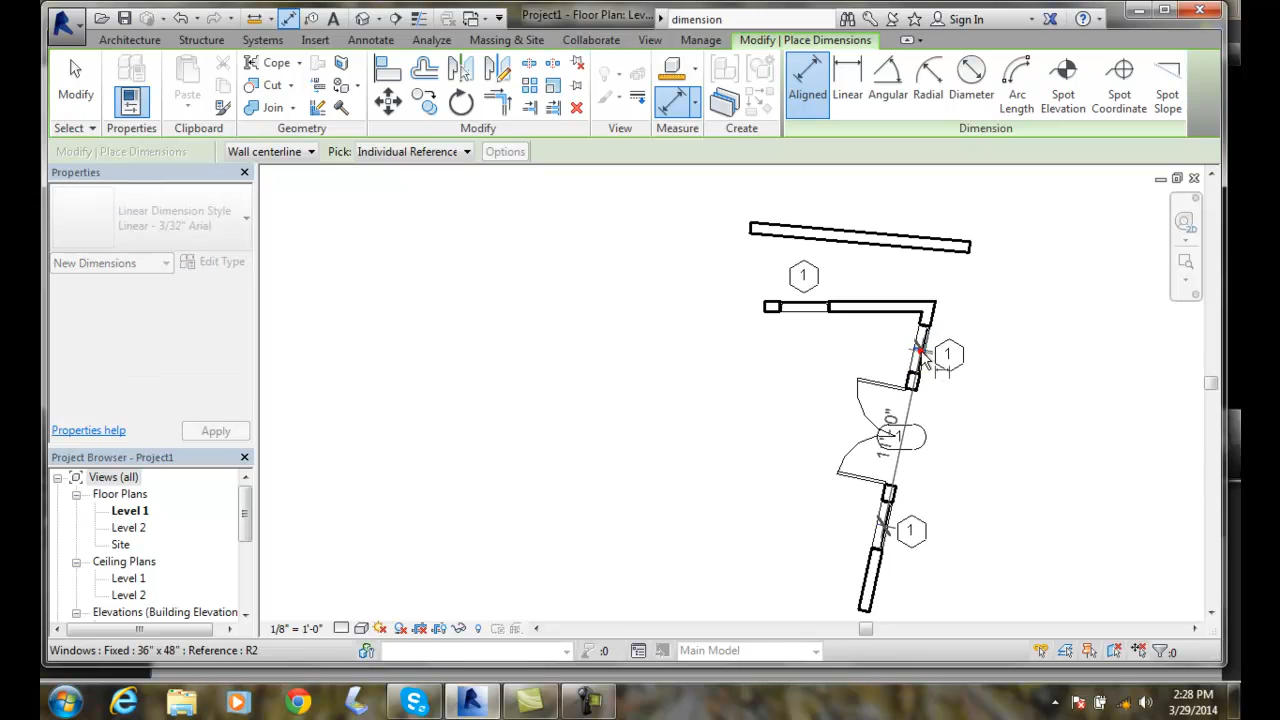 Project1 - Floor Plan: Lev...
dimension
Sign In
Architecture
Structure
Systems
Insert
Annotate
Analyze
Massing & Site
Collaborate
View
Manage
Modify | Place Dimensions
Modify
Paste
Cope
Cut
Join
Aligned
Linear
Angular
Radial
Diameter
Arc Length
Spot Elevation
Spot Coordinate
Spot Slope
Select
Properties
Clipboard
Geometry
Modify
View
Measure
Create
Dimension
Modify | Place Dimensions
Wall centerline
Pick:
Individual Reference
Options
Properties
Linear Dimension Style
Linear - 3/32" Arial
New Dimensions
Edit Type
Properties help
Apply
Project Browser - Project1
Views (all)
Floor Plans
Level 1
Level 2
Site
Ceiling Plans
Level 1
Level 2
Elevations (Building Elevation
1
1
1
1
1/8" = 1'-0"
Windows : Fixed : 36" x 48" : Reference : R2
:0
Main Model
:0
2:28 PM
3/29/2014